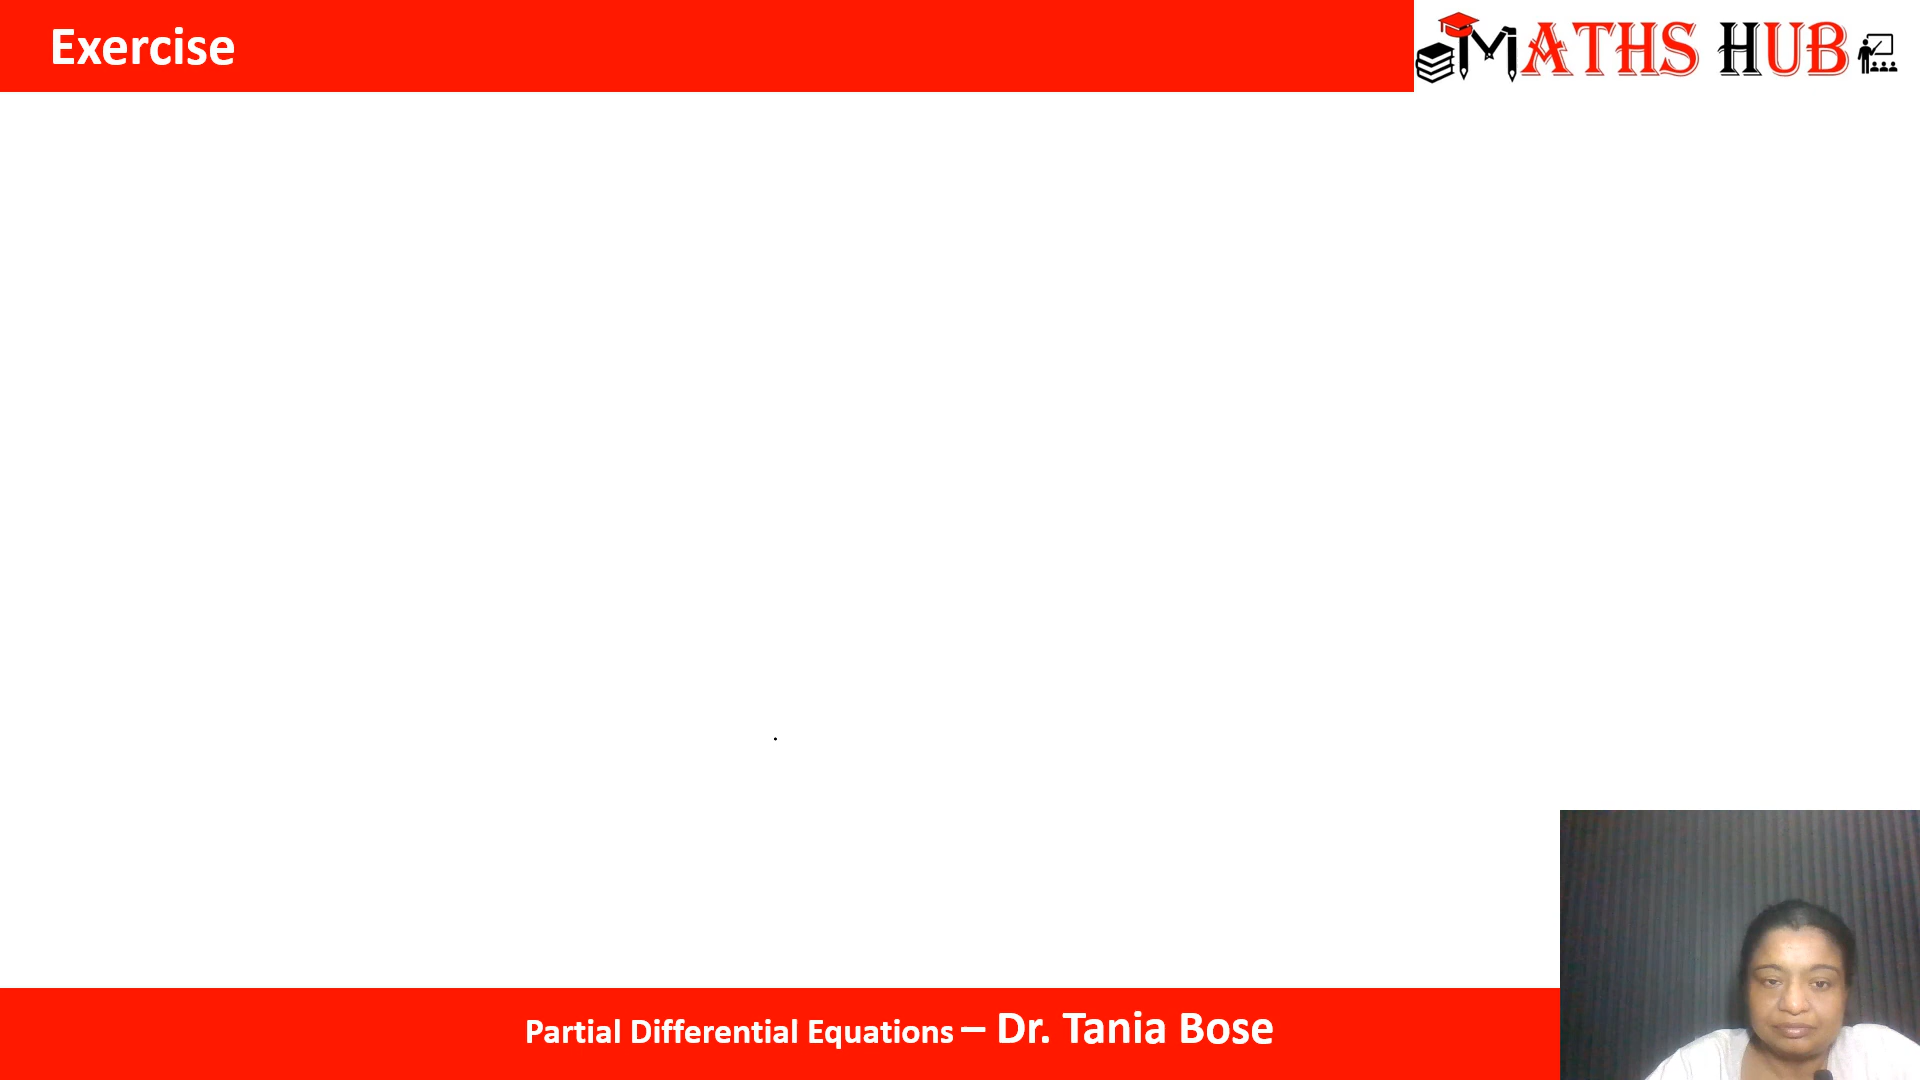 Exercise
MATHS HUB
Partial Differential Equations – Dr. Tania Bose